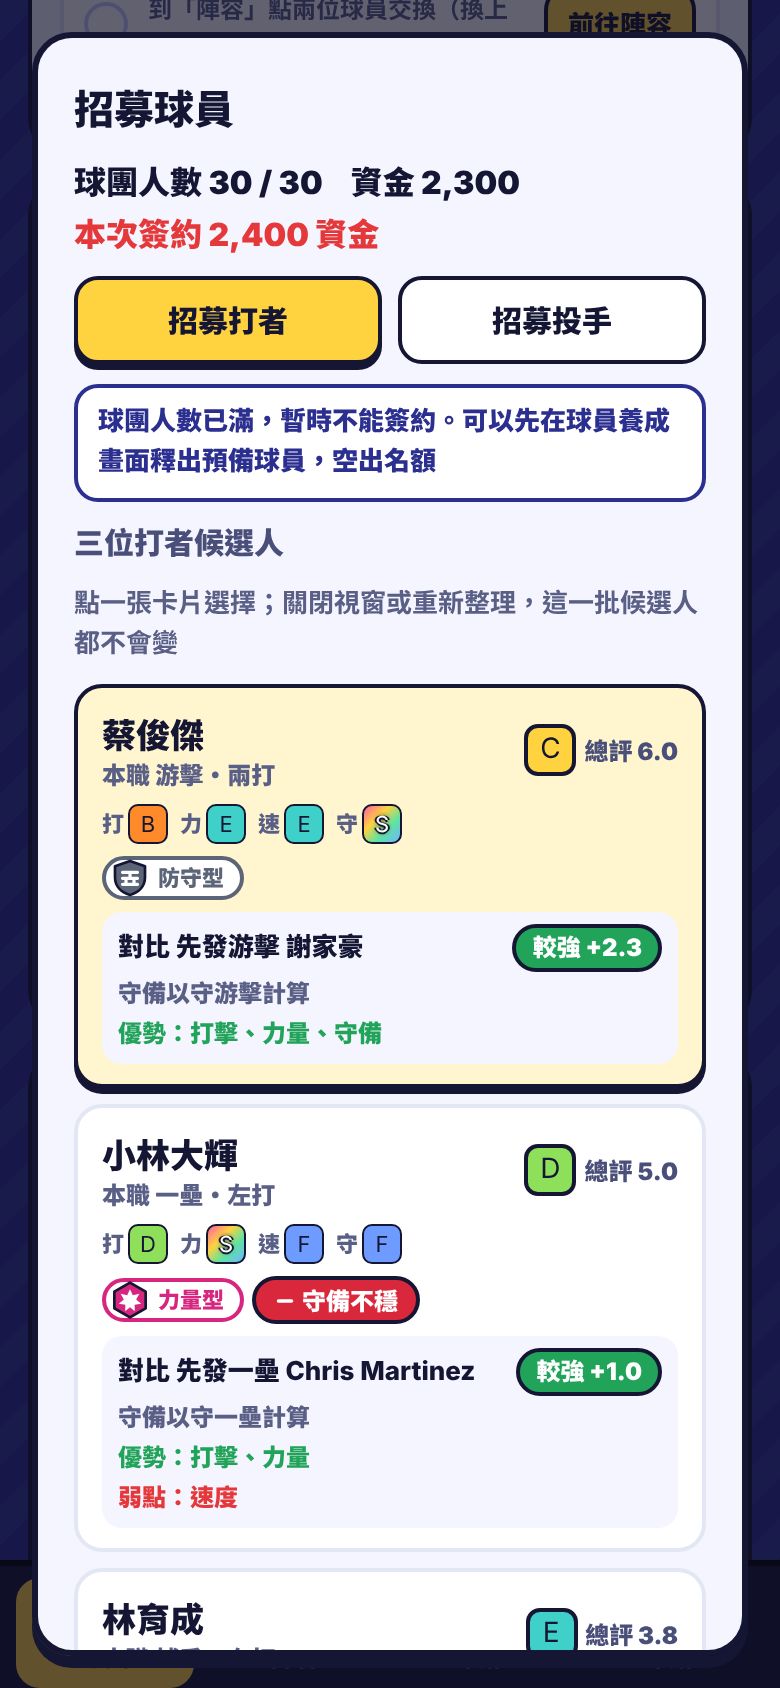 到「陣容」點兩位球員交換（換上
前往陣容
招募球員
球團人數 30 / 30 資金 2,300
本次簽約 2,400 資金
招募打者
招募投手
球團人數已滿，暫時不能簽約。可以先在球員養成
畫面釋出預備球員，空出名額
三位打者候選人
點一張卡片選擇；關閉視窗或重新整理，這一批候選人
都不會變
蔡俊傑
本職 游擊・兩打
C 總評 6.0
打 B 力 E 速 E 守 S
防守型
對比 先發游擊 謝家豪
較強 +2.3
守備以守游擊計算
優勢：打擊、力量、守備
小林大輝
本職 一壘・左打
D 總評 5.0
打 D 力 S 速 F 守 F
力量型
– 守備不穩
對比 先發一壘 Chris Martinez
較強 +1.0
守備以守一壘計算
優勢：打擊、力量
弱點：速度
林育成
E 總評 3.8